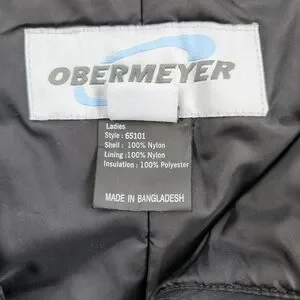 OBERMEYER
Ladies
Style : 65101
Shell : 100% Nylon
Lining :100% Nylon
Insulation : 100% Polyester
MADE IN BANGLADESH